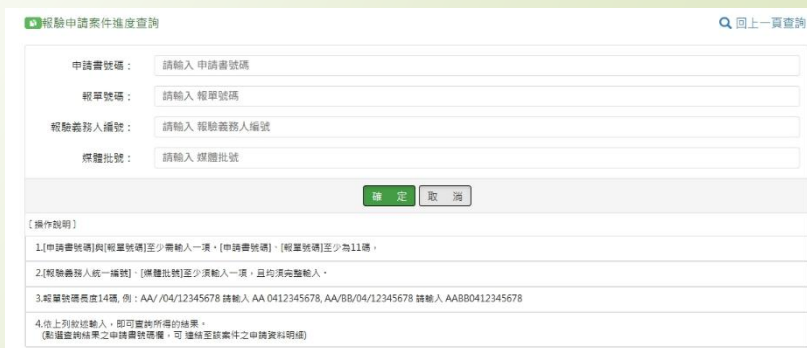 報驗申請案件進度查詢
回上一頁查詢
申請書號碼：
請輸入 申請書號碼
報單號碼：
請輸入 報單號碼
報驗義務人編號：
請輸入 報驗義務人編號
媒體批號：
請輸入 媒體批號
確 定
取 消
[操作說明]
1.[申請書號碼]與[報單號碼]至少需輸入一項。[申請書號碼]、[報單號碼]至少為11碼，
2.[報驗義務人統一編號]、[媒體批號]至少須輸入一項，且均須完整輸入。
3.報單號碼長度14碼, 例：AA/ /04/12345678 請輸入 AA 0412345678, AA/BB/04/12345678 請輸入 AABB0412345678
4.依上列敘述輸入，即可查詢所得的結果。
(點選查詢結果之申請書號碼欄，可 連結至該案件之申請資料明細)